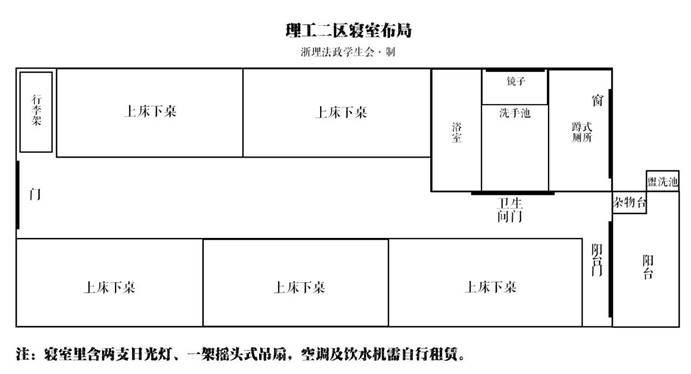 理工二区寝室布局
浙理法政学生会·制
行李架
上床下桌
上床下桌
浴室
镜子
洗手池
蹲式
厕所
窗
盥洗池
杂物台
门
卫生
间门
阳台门
阳台
上床下桌
上床下桌
上床下桌
注：寝室里含两支日光灯、一架摇头式吊扇，空调及饮水机需自行租赁。